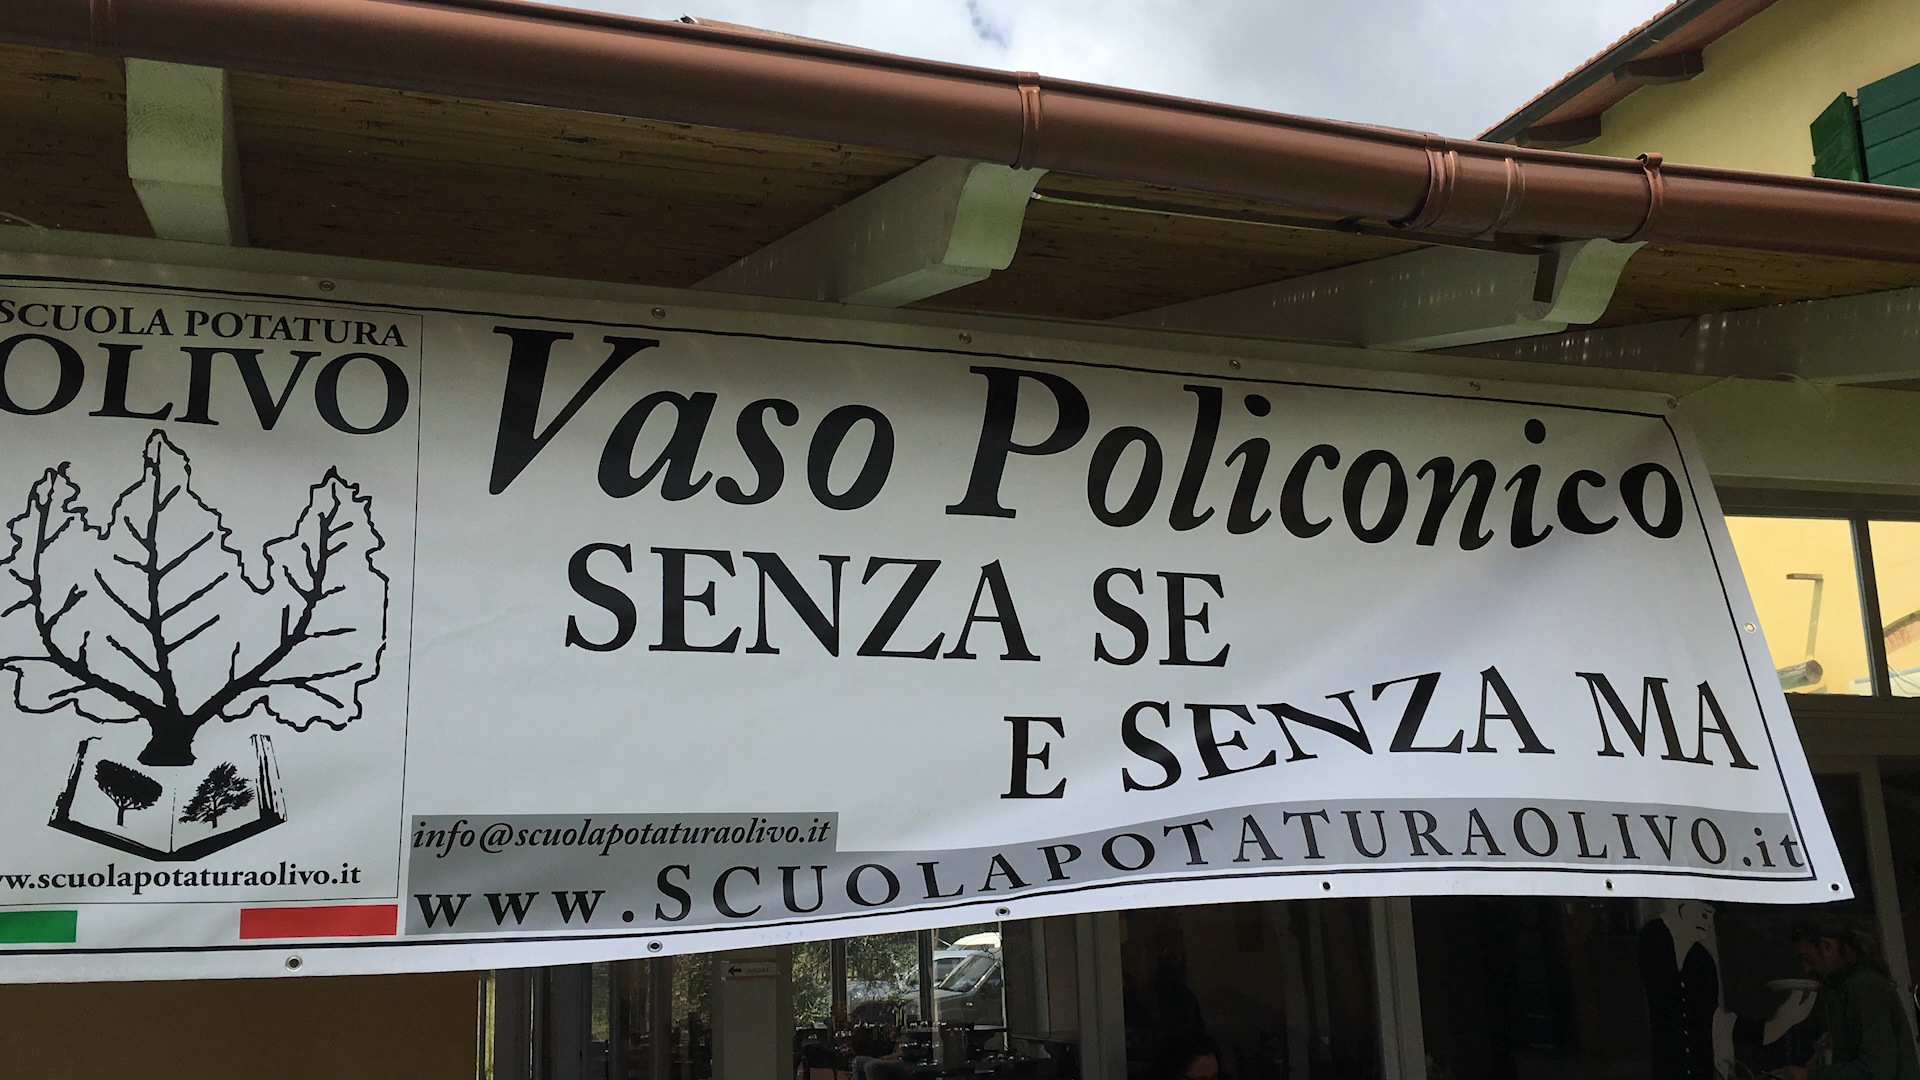 SCUOLA POTATURA
OLIVO
www.scuolapotaturaolivo.it
Vaso Policonico
SENZA SE
E SENZA MA
info@scuolapotaturaolivo.it
www.SCUOLAPOTATURAOLIVO.it